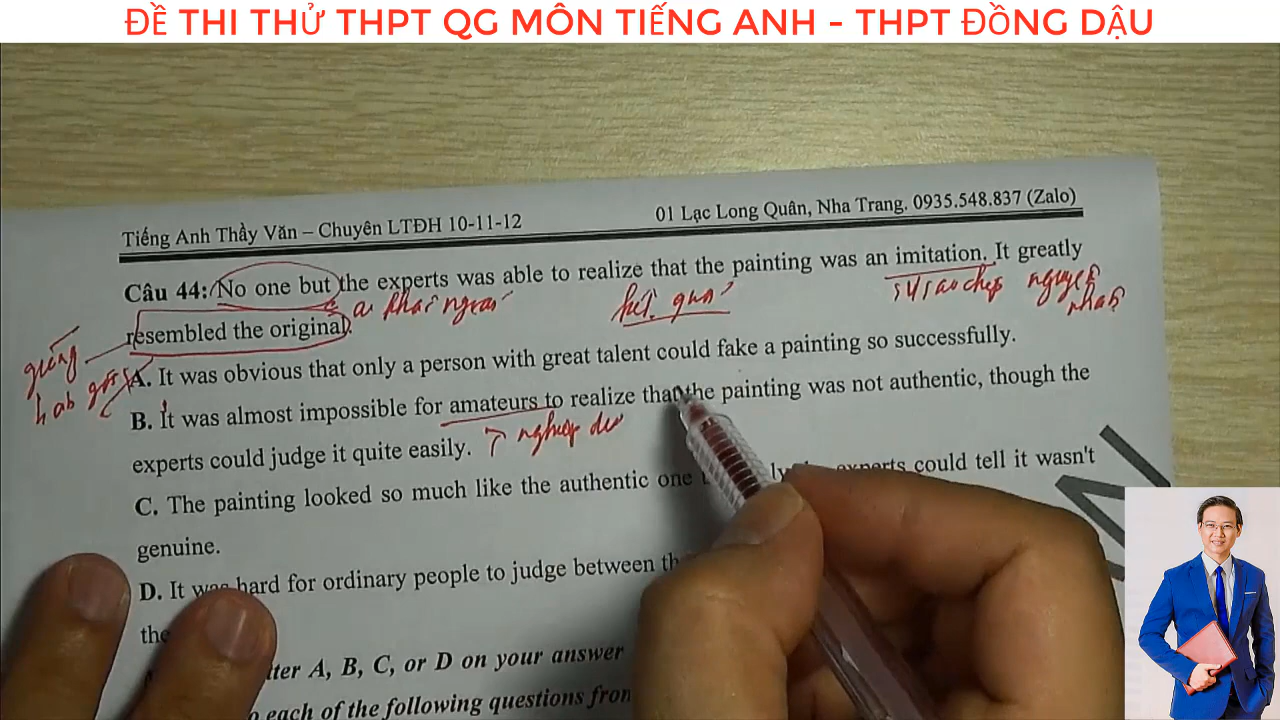 ĐỀ THI THỬ THPT QG MÔN TIẾNG ANH - THPT ĐỒNG DẬU
Tiếng Anh Thầy Văn – Chuyên LTĐH 10-11-12
01 Lạc Long Quân, Nha Trang. 0935.548.837 (Zalo)
Câu 44: No one but the experts was able to realize that the painting was an imitation. It greatly
resembled the original.
A. It was obvious that only a person with great talent could fake a painting so successfully.
B. It was almost impossible for amateurs to realize that the painting was not authentic, though the
experts could judge it quite easily.
C. The painting looked so much like the authentic one experts could tell it wasn't
genuine.
D. It was hard for ordinary people to judge between
the
A, B, C, or D on your answer
each of the following questions from